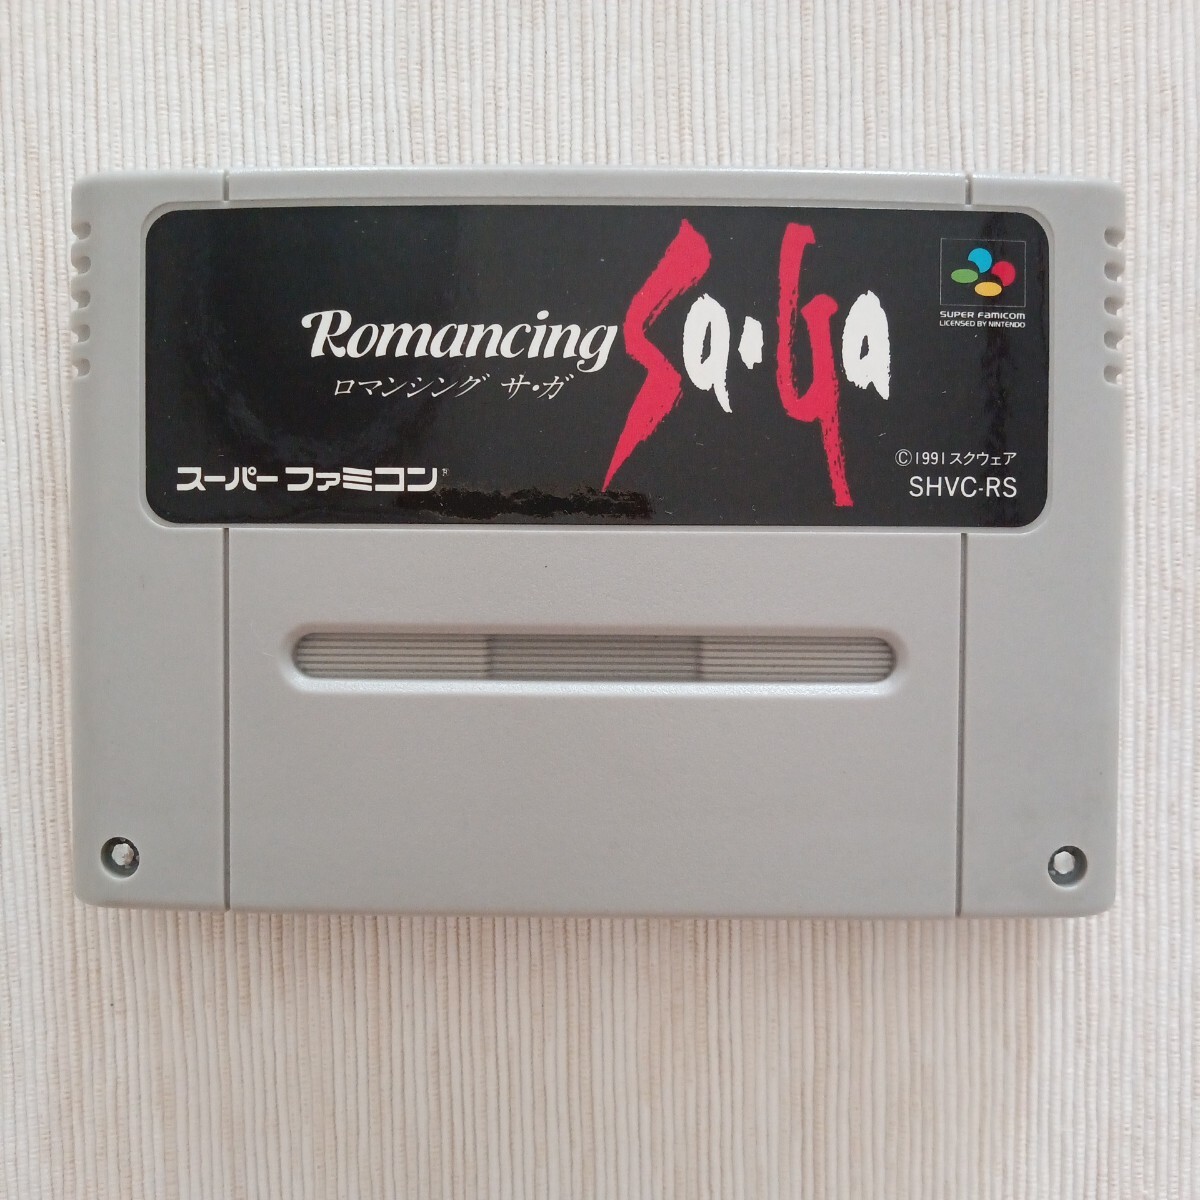 Romancing Sa・Ga
ロマンシング サ・ガ
SUPER FAMICOM
LICENSED BY NINTENDO
©1991 スクウェア
SHVC-RS
スーパーファミコン